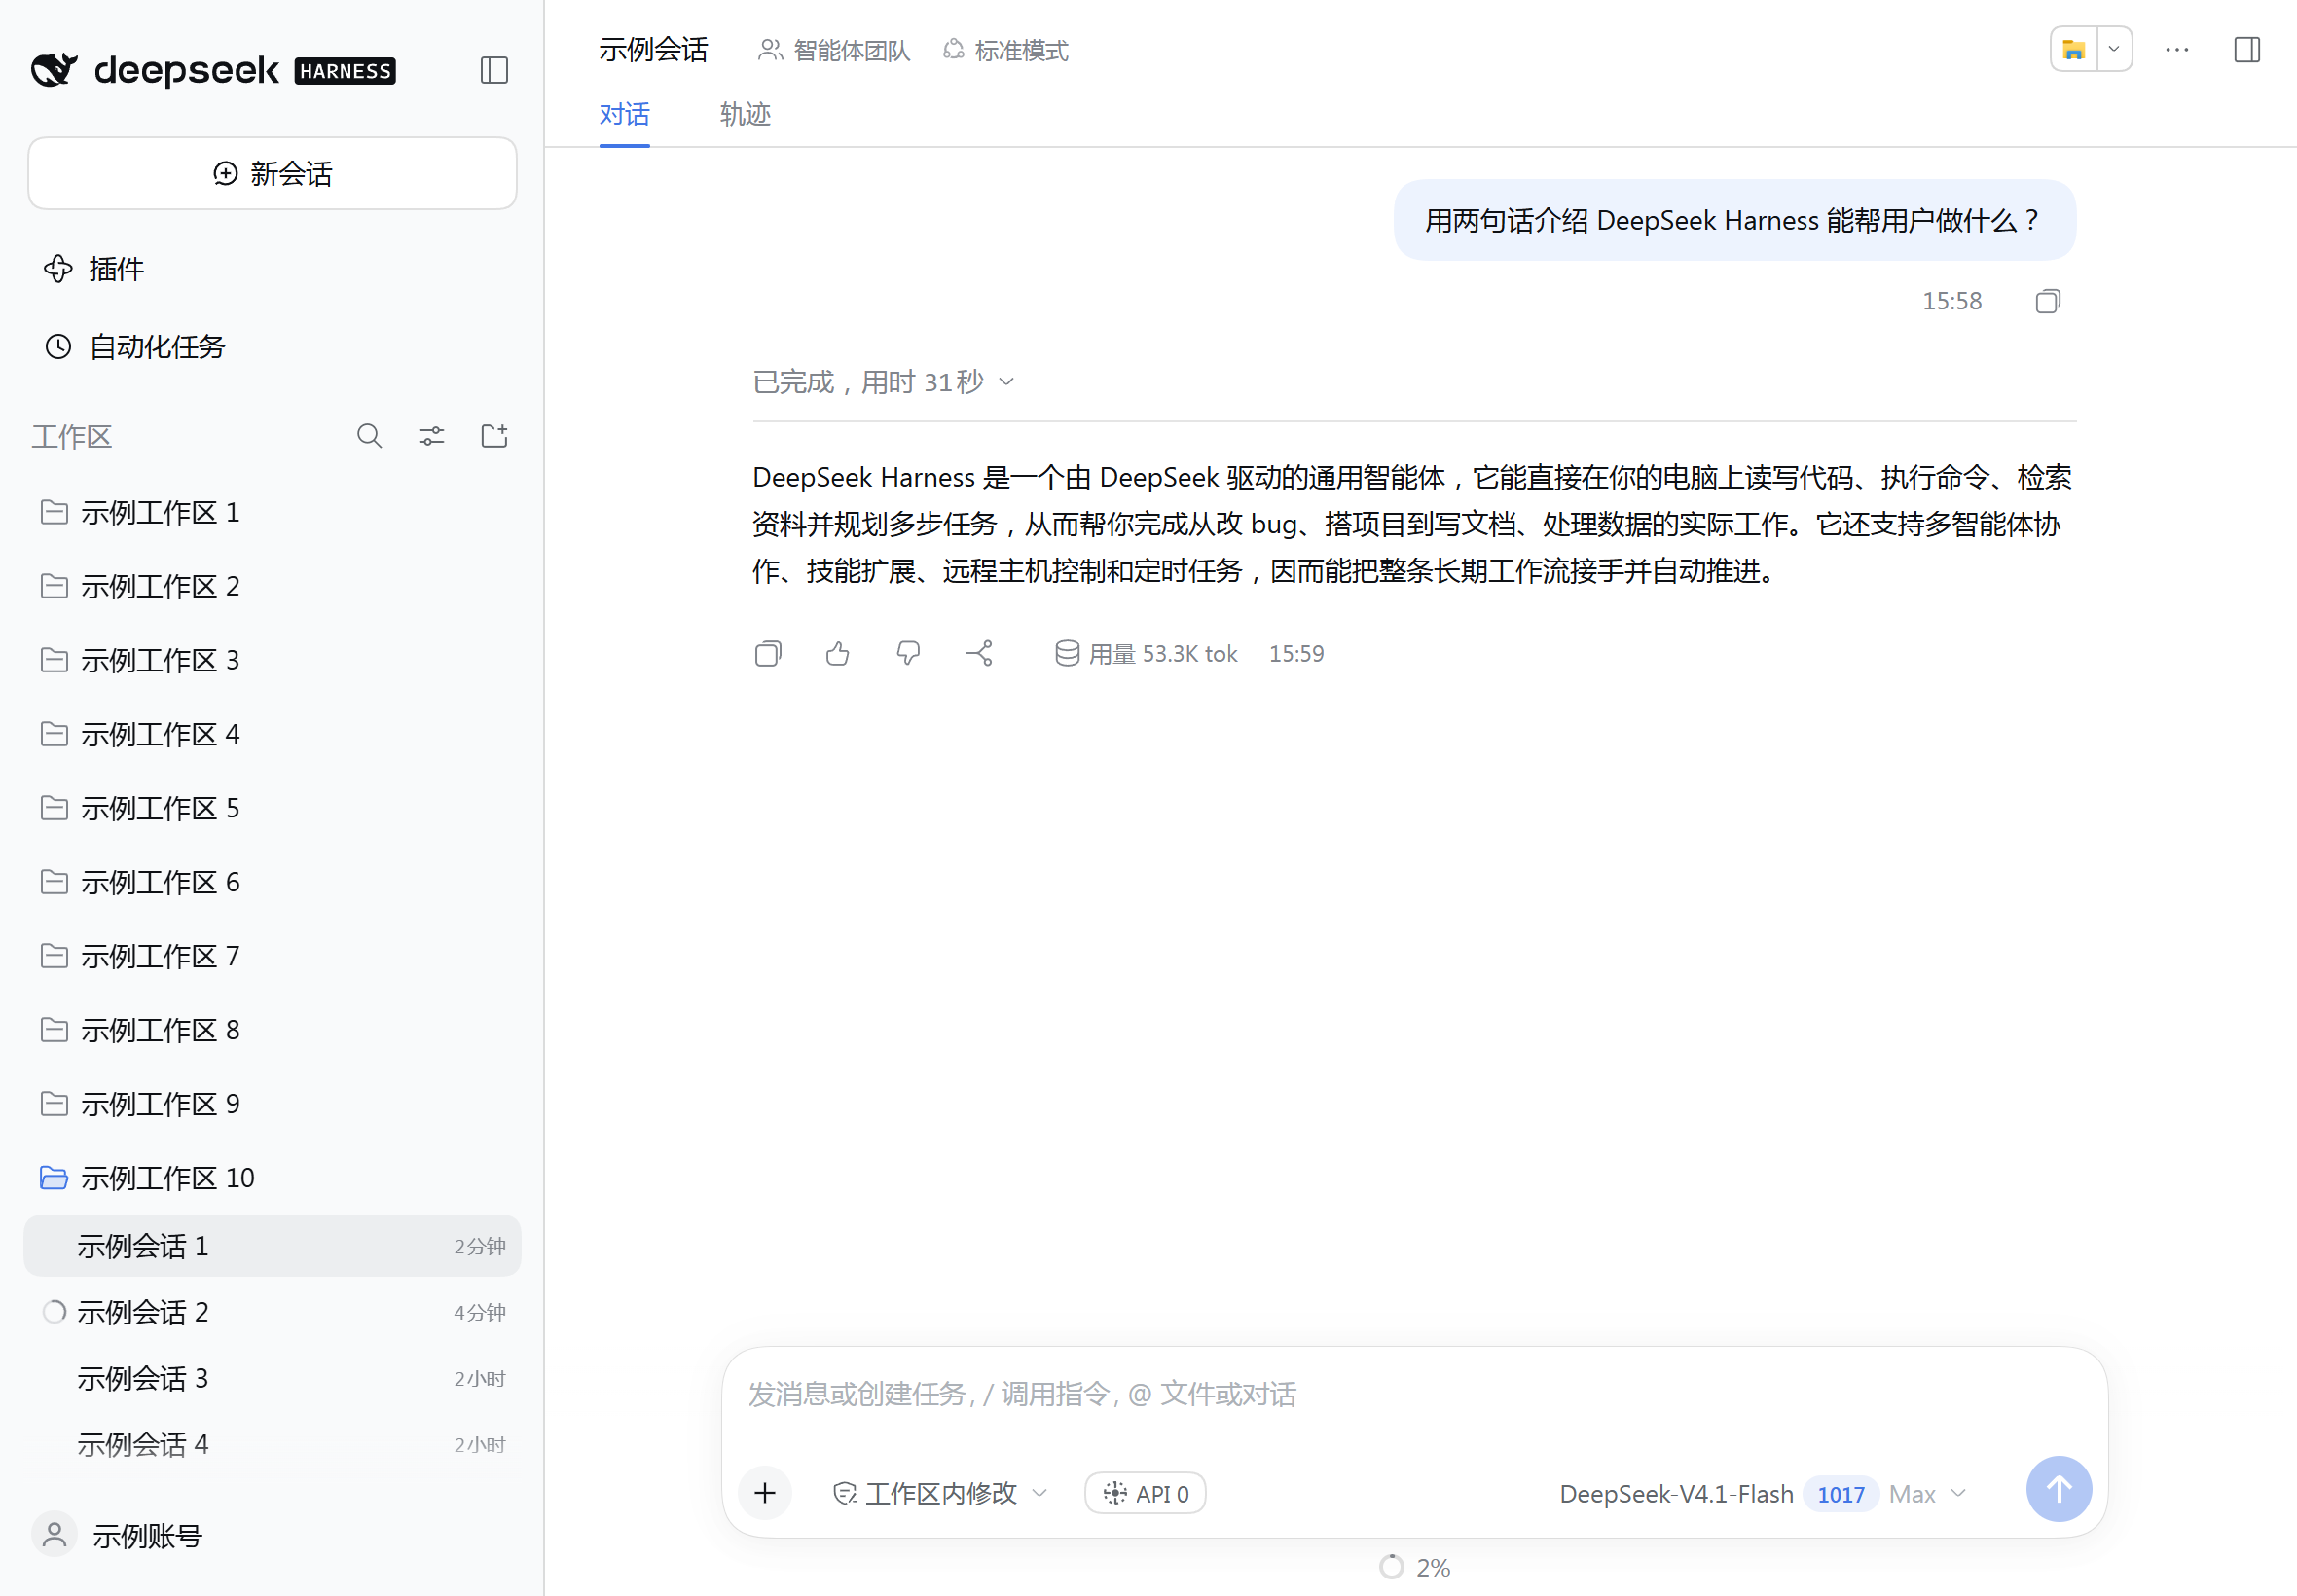 deepseek HARNESS
新会话
插件
自动化任务
工作区
示例工作区 1
示例工作区 2
示例工作区 3
示例工作区 4
示例工作区 5
示例工作区 6
示例工作区 7
示例工作区 8
示例工作区 9
示例工作区 10
示例会话 1 2分钟
示例会话 2 4分钟
示例会话 3 2小时
示例会话 4 2小时
示例账号
示例会话 智能体团队 标准模式
对话 轨迹
用两句话介绍 DeepSeek Harness 能帮用户做什么？
15:58
已完成，用时 31秒
DeepSeek Harness 是一个由 DeepSeek 驱动的通用智能体，它能直接在你的电脑上读写代码、执行命令、检索
资料并规划多步任务，从而帮你完成从改 bug、搭项目到写文档、处理数据的实际工作。它还支持多智能体协
作、技能扩展、远程主机控制和定时任务，因而能把整条长期工作流接手并自动推进。
用量 53.3K tok 15:59
发消息或创建任务, / 调用指令, @ 文件或对话
工作区内修改 API 0 DeepSeek-V4.1-Flash 1017 Max
2%